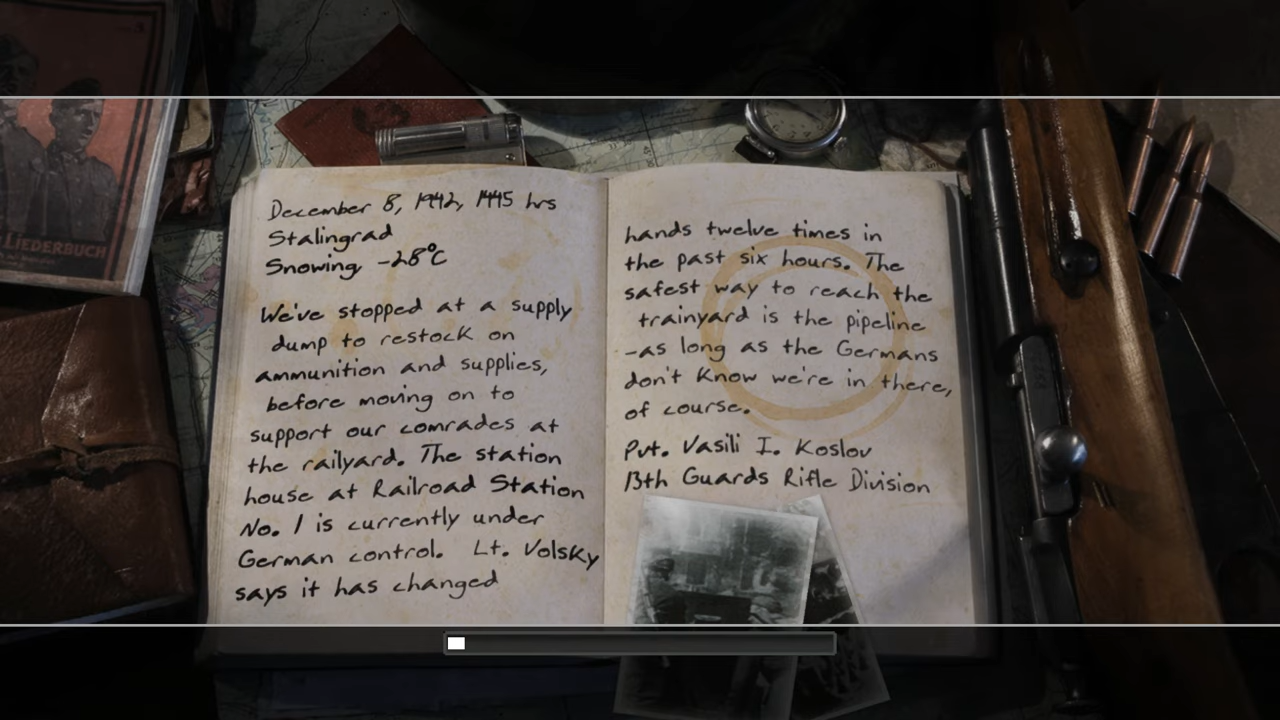 LIEDERBUCH
December 8, 1942, 1445 hrs
Stalingrad
Snowing, -28°C
We've stopped at a supply
dump to restock on
ammunition and supplies,
before moving on to
support our comrades at
the railyard. The station
house at Railroad Station
No. 1 is currently under
German control. Lt. Volsky
says it has changed
hands twelve times in
the past six hours. The
safest way to reach the
trainyard is the pipeline
-as long as the Germans
don't know we're in there,
of course.
Pvt. Vasili I. Koslov
13th Guards Rifle Division